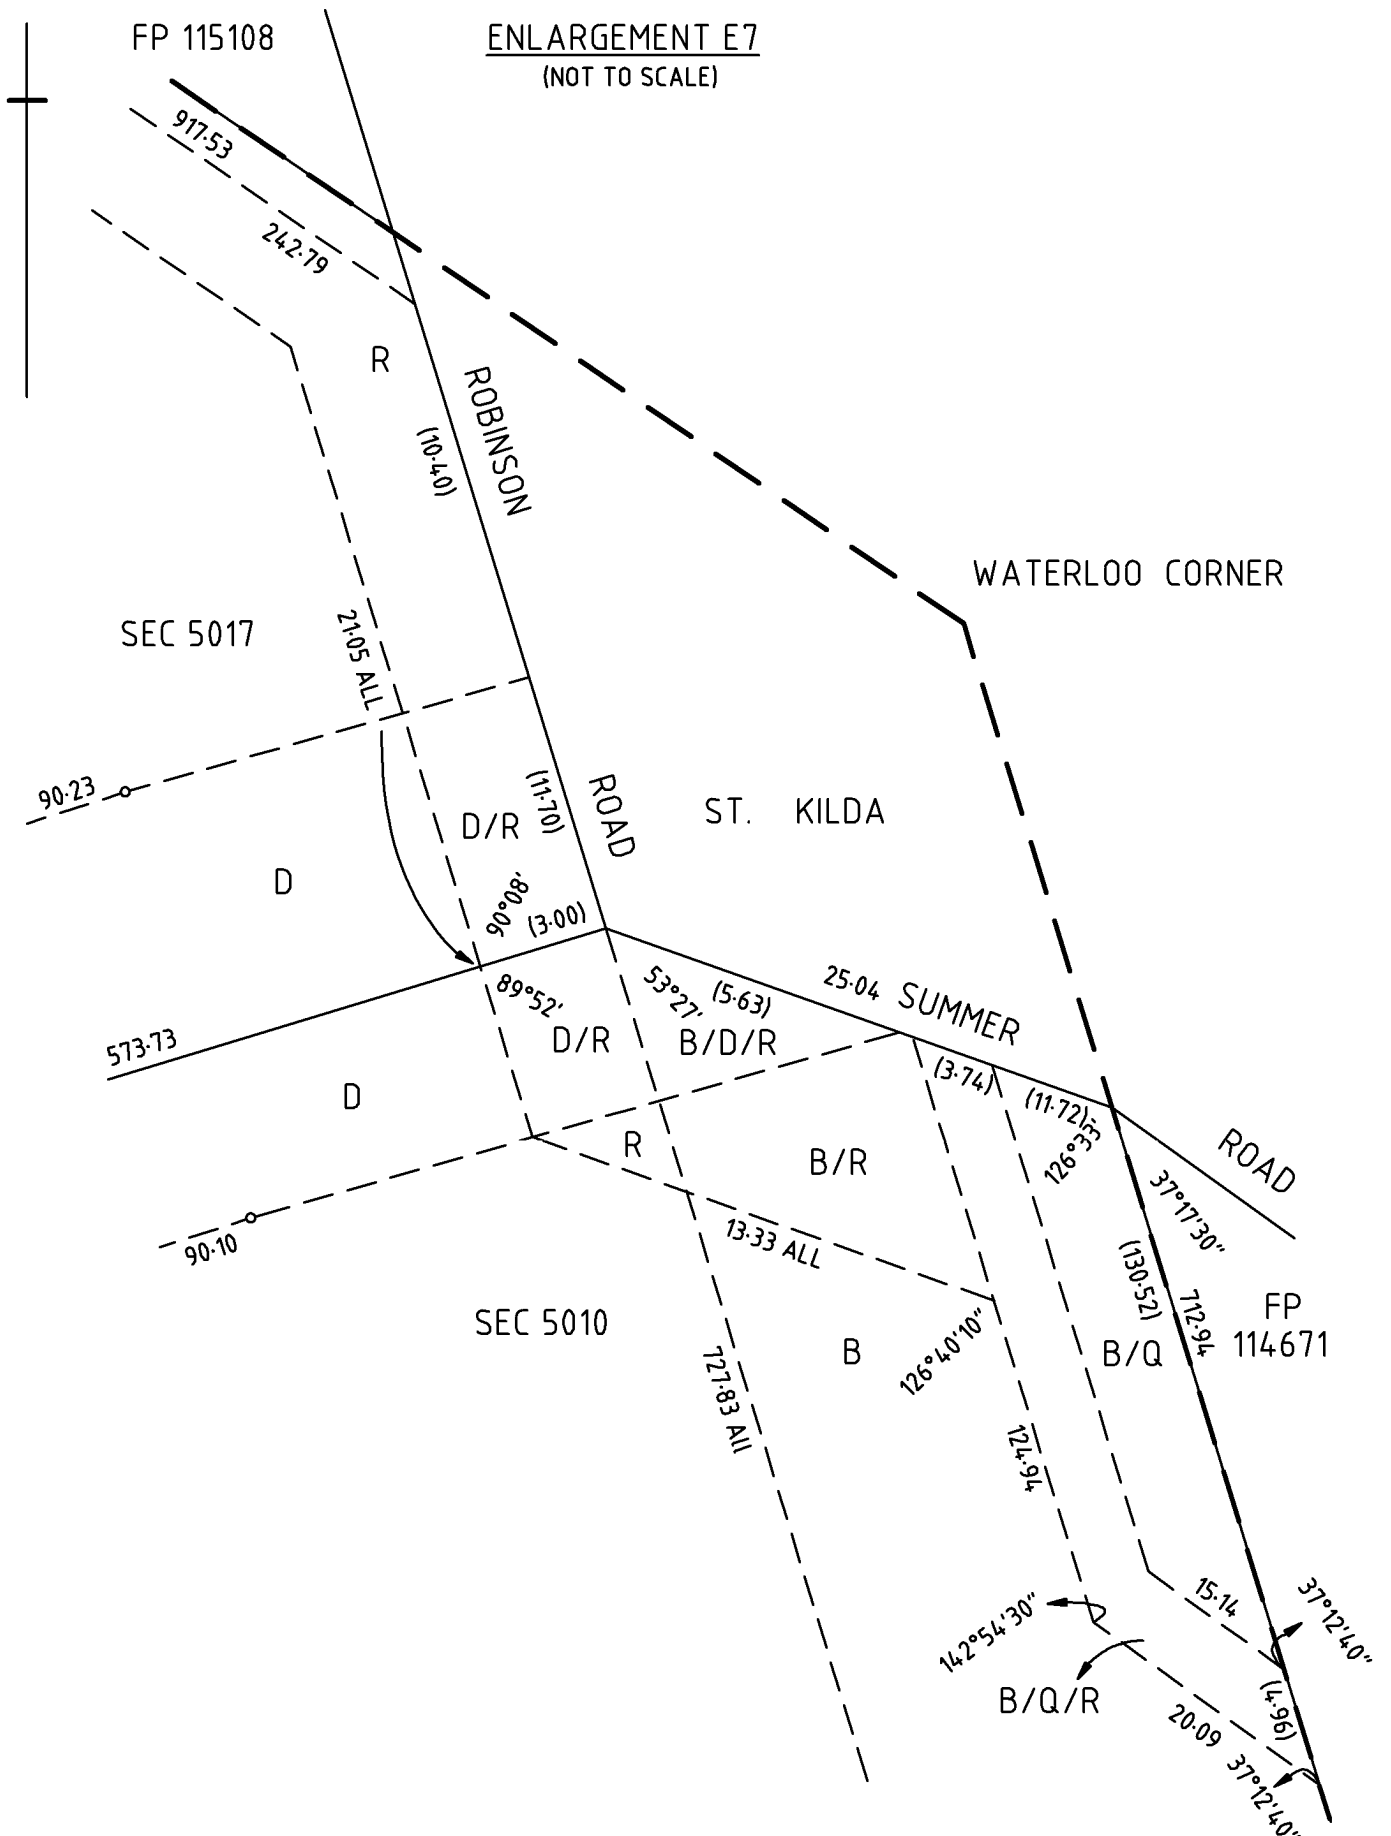 FP 115108
ENLARGEMENT E7
(NOT TO SCALE)
917·53
242·79
R
ROBINSON
(10·40)
WATERLOO CORNER
SEC 5017
21·05 ALL
90·23
(11·70)
ROAD
ST. KILDA
D/R
D
90°08'
(3·00)
89°52'
53°27'
(5·63)
25·04
SUMMER
573·73
D/R
B/D/R
D
(3·74)
(11·72)
126°33'
R
B/R
ROAD
37°17'30"
90·10
13·33 ALL
(130·52)
712·94
FP
114671
SEC 5010
B
126°40'10"
B/Q
727·83 All
124·94
15·14
37°12'40"
142°54'30"
B/Q/R
(4·96)
20·09
37°12'40"